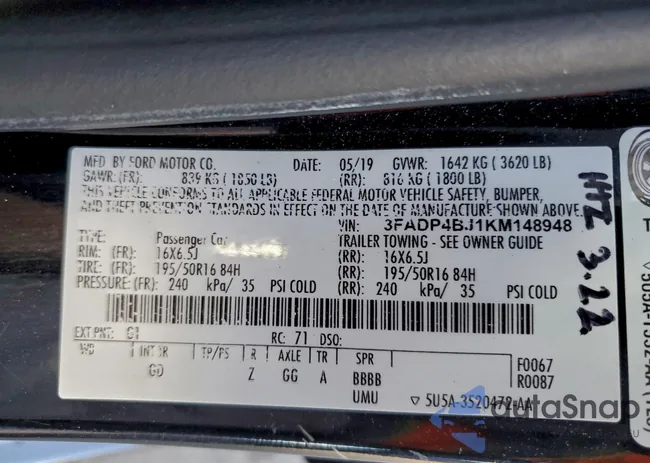 MFD BY FORD MOTOR CO. DATE: 05/19 GVWR: 1642 KG ( 3620 LB)
GAWR: (FR): 839 KG ( 1850 LB) (RR): 816 KG ( 1800 LB)
THIS VEHICLE CONFORMS TO ALL APPLICABLE FEDERAL MOTOR VEHICLE SAFETY, BUMPER,
AND THEFT PREVENTION STANDARDS IN EFFECT ON THE DATE OF MANUFACTURE SHOWN ABOVE.
VIN: 3FADP4BJ1KM148948
TYPE: Passenger Car TRAILER TOWING - SEE OWNER GUIDE
RIM: (FR): 16X6.5J (RR): 16X6.5J
TIRE: (FR): 195/50R16 84H (RR): 195/50R16 84H
PRESSURE: (FR): 240 kPa/ 35 PSI COLD (RR): 240 kPa/ 35 PSI COLD
EXT PNT: G1 RC: 71 DSO:
WB INT TR TP/PS R AXLE TR SPR
GD Z GG A BBBB
UMU
F0067
R0087
▽ 5U5A-3520472-AA
HTZ 3.22
autoSnap